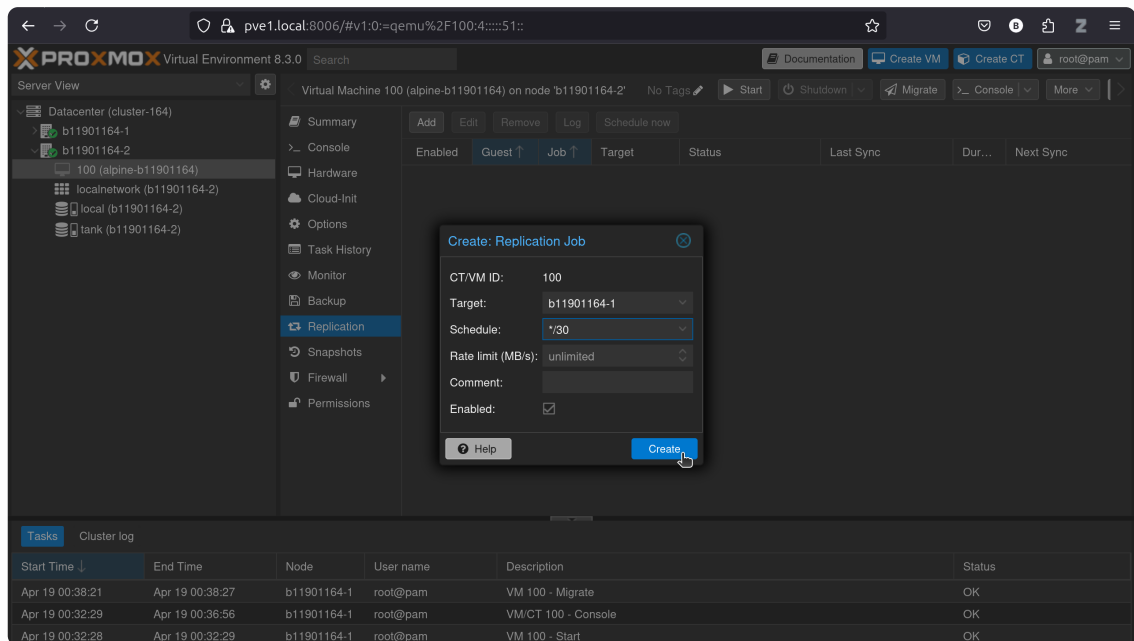 pve1.local:8006/#v1:0:=qemu%2F100:4:::::51::
PROXMOX Virtual Environment 8.3.0 Search
Documentation Create VM Create CT root@pam
Server View
Virtual Machine 100 (alpine-b11901164) on node 'b11901164-2' No Tags Start Shutdown Migrate Console More
Datacenter (cluster-164)
b11901164-1
b11901164-2
100 (alpine-b11901164)
localnetwork (b11901164-2)
local (b11901164-2)
tank (b11901164-2)
Summary
Console
Hardware
Cloud-Init
Options
Task History
Monitor
Backup
Replication
Snapshots
Firewall
Permissions
Add Edit Remove Log Schedule now
Enabled Guest Job Target Status Last Sync Dur... Next Sync
Create: Replication Job
CT/VM ID: 100
Target: b11901164-1
Schedule: */30
Rate limit (MB/s): unlimited
Comment:
Enabled:
Help Create
Tasks Cluster log
Start Time End Time Node User name Description Status
Apr 19 00:38:21 Apr 19 00:38:27 b11901164-1 root@pam VM 100 - Migrate OK
Apr 19 00:32:29 Apr 19 00:36:56 b11901164-1 root@pam VM/CT 100 - Console OK
Apr 19 00:32:28 Apr 19 00:32:29 b11901164-1 root@pam VM 100 - Start OK